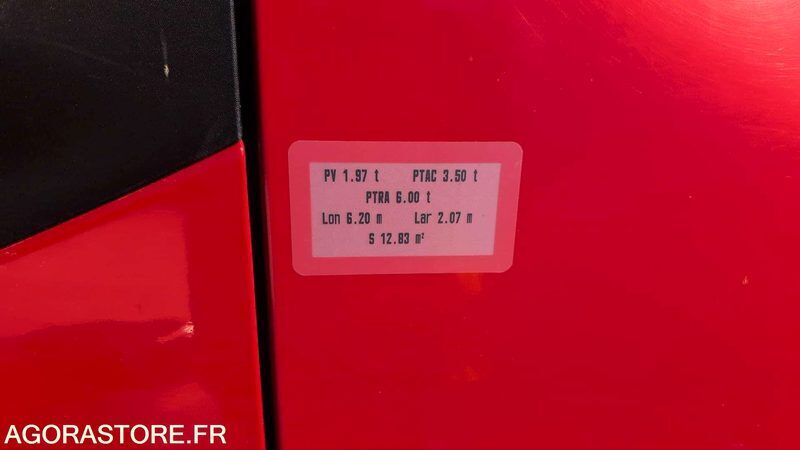 PV 1.97 t PTAC 3.50 t
PTRA 6.00 t
Lon 6.20 m Lar 2.07 m
S 12.83 m²
AGORASTORE.FR